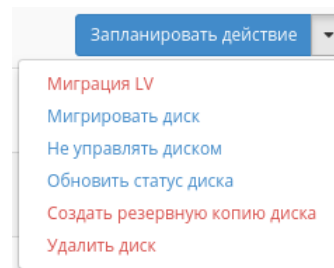 Запланировать действие
Миграция LV
Мигрировать диск
Не управлять диском
Обновить статус диска
Создать резервную копию диска
Удалить диск